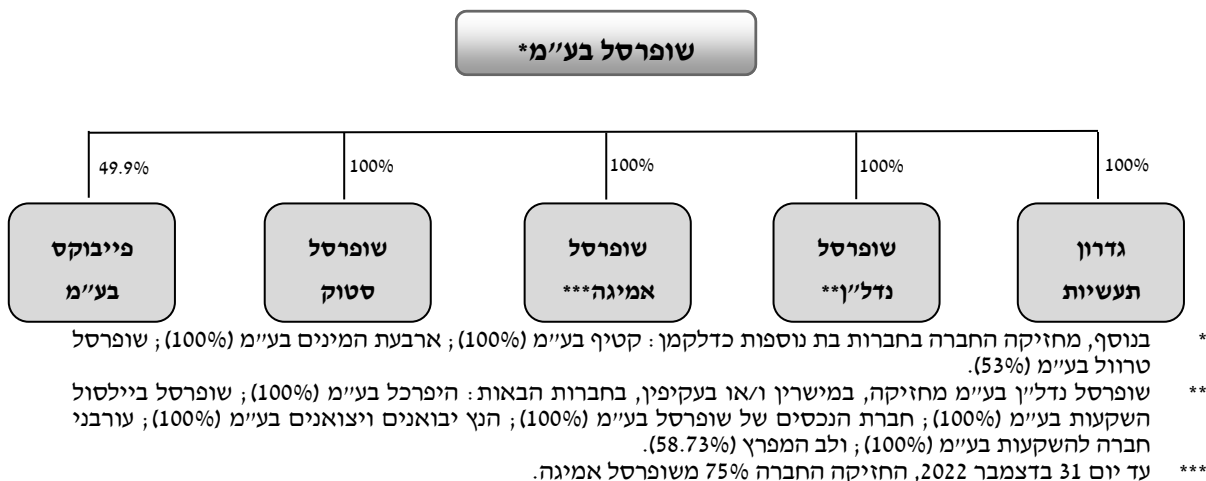 שופרסל בע״מ*
100%
100%
100%
100%
49.9%
גדרון
תעשיות
שופרסל
נדל״ן**
שופרסל
אמיגה***
שופרסל
סטוק
פייבוקס
בע״מ
* בנוסף, מחזיקה החברה בחברות בת נוספות כדלקמן: קטיף בע״מ (100%); ארבעת המינים בע״מ (100%); שופרסל
טרוול בע״מ (53%).
** שופרסל נדל״ן בע״מ מחזיקה, במישרין ו/או בעקיפין, בחברות הבאות: היפרכל בע״מ (100%); שופרסל ביילסול
השקעות בע״מ (100%); חברת הנכסים של שופרסל בע״מ (100%); הנץ יבואנים ויצואנים בע״מ (100%); עורבני
חברה להשקעות בע״מ (100%); ולב המפרץ (58.73%).
*** עד יום 31 בדצמבר 2022, החזיקה החברה 75% משופרסל אמיגה.